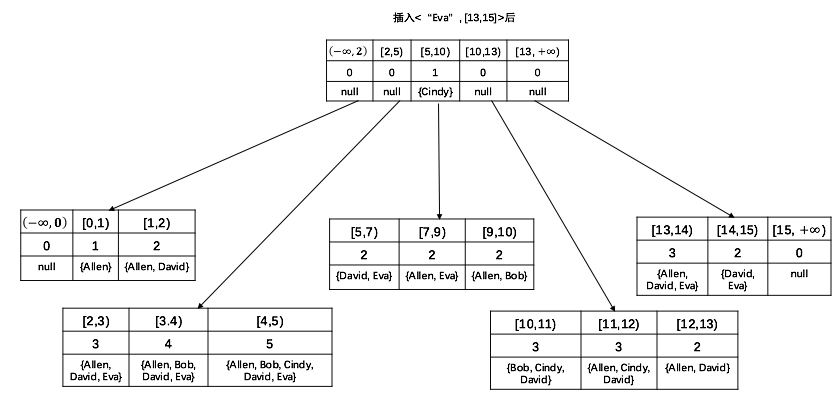 插入<“Eva”, [13,15]>后
(−∞, 2) [2,5) [5,10) [10,13) [13, +∞)
0 0 1 0 0
null null {Cindy} null null
(−∞, 0) [0,1) [1,2)
0 1 2
null {Allen} {Allen, David}
[5,7) [7,9) [9,10)
2 2 2
{David, Eva} {Allen, Eva} {Allen, Bob}
[13,14) [14,15) [15, +∞)
3 2 0
{Allen, {David, null
David, Eva} Eva}
[2,3) [3.4) [4,5)
3 4 5
{Allen, {Allen, Bob, {Allen, Bob, Cindy,
David, Eva} David, Eva} David, Eva}
[10,11) [11,12) [12,13)
3 3 2
{Bob, Cindy, {Allen, Cindy, {Allen, David}
David} David}